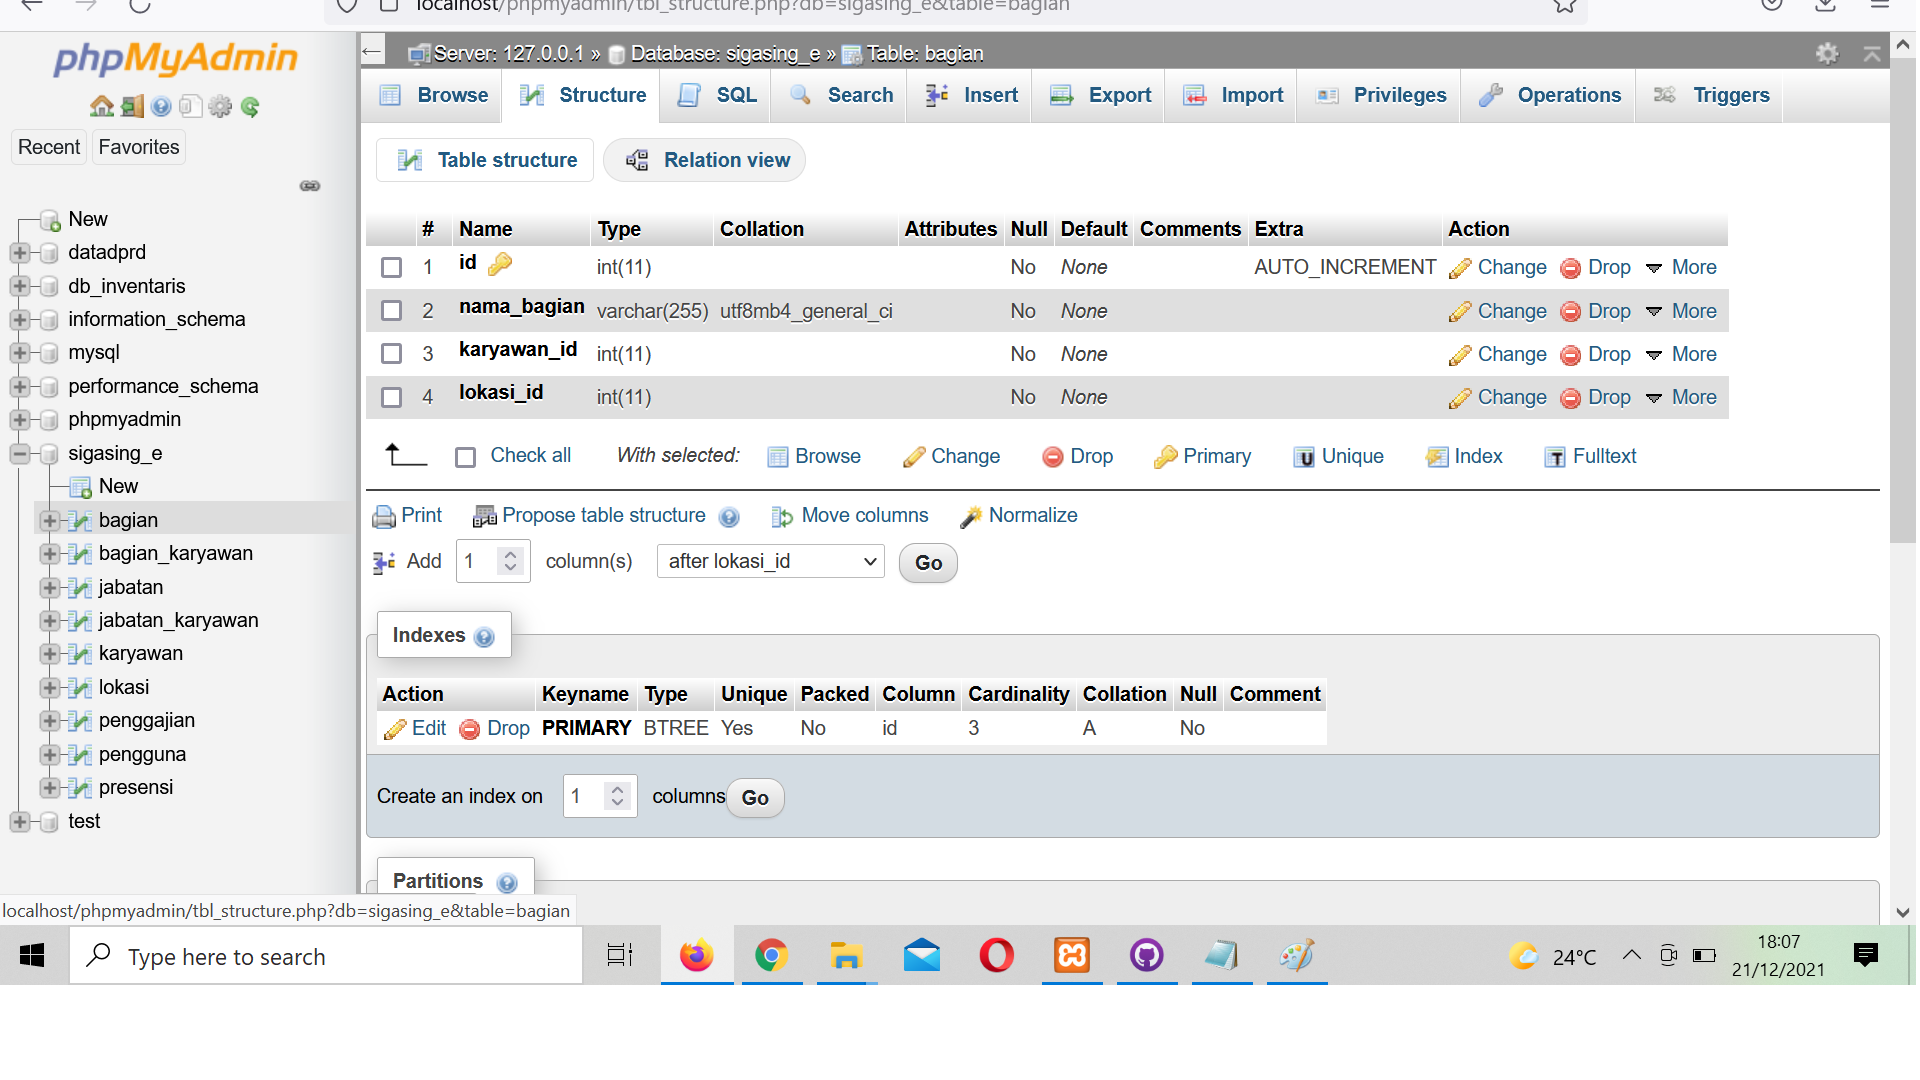 localhost/phpmyadmin/tbl_structure.php?db=sigasing_e&table=bagian
phpMyAdmin
Recent Favorites
New
datadprd
db_inventaris
information_schema
mysql
performance_schema
phpmyadmin
sigasing_e
New
bagian
bagian_karyawan
jabatan
jabatan_karyawan
karyawan
lokasi
penggajian
pengguna
presensi
test
Server: 127.0.0.1 » Database: sigasing_e » Table: bagian
Browse Structure SQL Search Insert Export Import Privileges Operations Triggers
Table structure Relation view
# Name Type Collation Attributes Null Default Comments Extra Action
1 id int(11) No None AUTO_INCREMENT Change Drop More
2 nama_bagian varchar(255) utf8mb4_general_ci No None Change Drop More
3 karyawan_id int(11) No None Change Drop More
4 lokasi_id int(11) No None Change Drop More
Check all With selected: Browse Change Drop Primary Unique Index Fulltext
Print Propose table structure Move columns Normalize
Add 1 column(s) after lokasi_id Go
Indexes
Action Keyname Type Unique Packed Column Cardinality Collation Null Comment
Edit Drop PRIMARY BTREE Yes No id 3 A No
Create an index on 1 columns Go
Partitions
localhost/phpmyadmin/tbl_structure.php?db=sigasing_e&table=bagian
Type here to search
24°C
18:07
21/12/2021